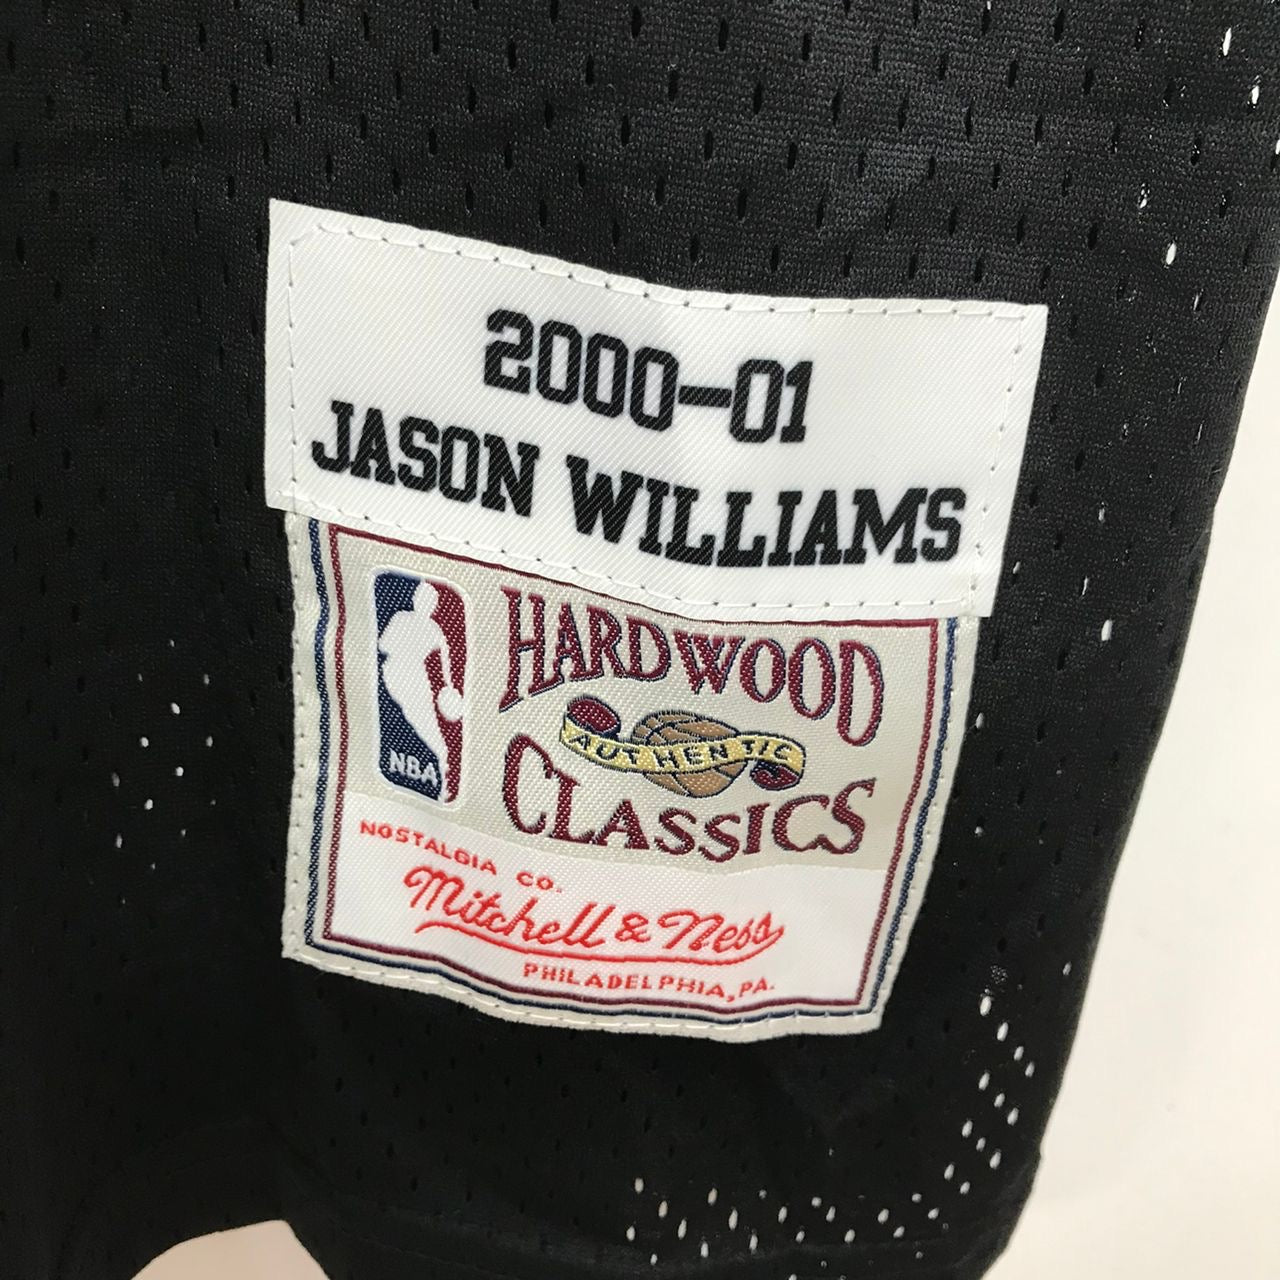 2000-01
JASON WILLIAMS
HARDWOOD
AUTHENTIC
CLASSICS
NBA
NOSTALGIA CO.
Mitchell & Ness
PHILADELPHIA, PA.